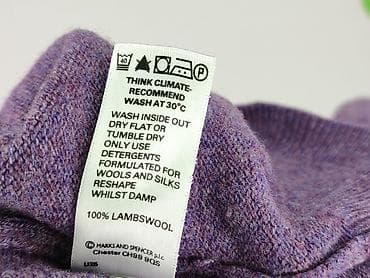 THINK CLIMATE-
RECOMMEND
WASH AT 30°C
WASH INSIDE OUT
DRY FLAT OR
TUMBLE DRY
ONLY USE
DETERGENTS
FORMULATED FOR
WOOLS AND SILKS
RESHAPE
WHILST DAMP
100% LAMBSWOOL
© MARKS AND SPENCER p.l.c.
Chester CH99 9QS